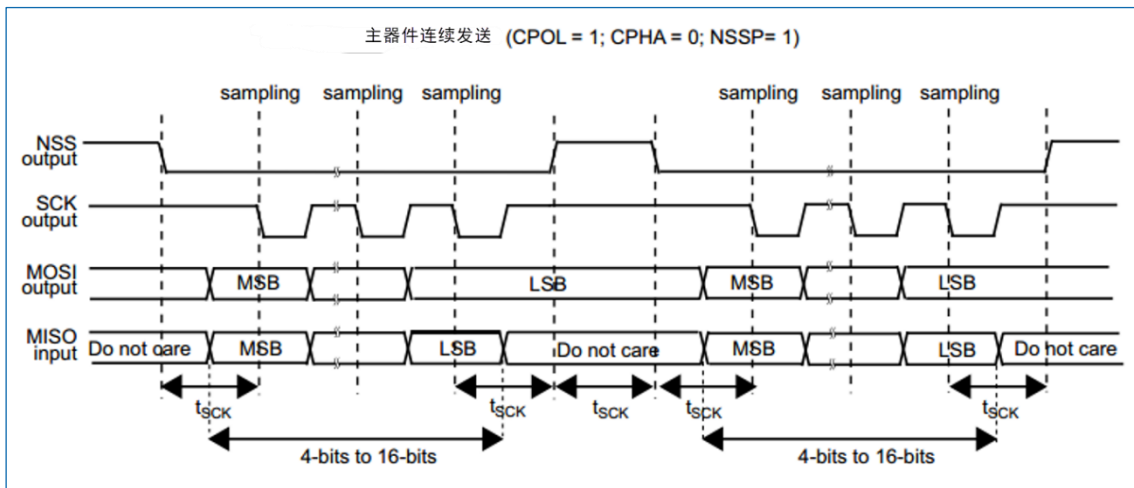 主器件连续发送 (CPOL = 1; CPHA = 0; NSSP= 1)
sampling sampling sampling sampling sampling sampling
NSS
output
SCK
output
MOSI
output
MSB LSB MSB LSB
MISO
input
Do not care MSB LSB Do not care MSB LSB Do not care
tSCK tSCK tSCK tSCK tSCK
4-bits to 16-bits 4-bits to 16-bits